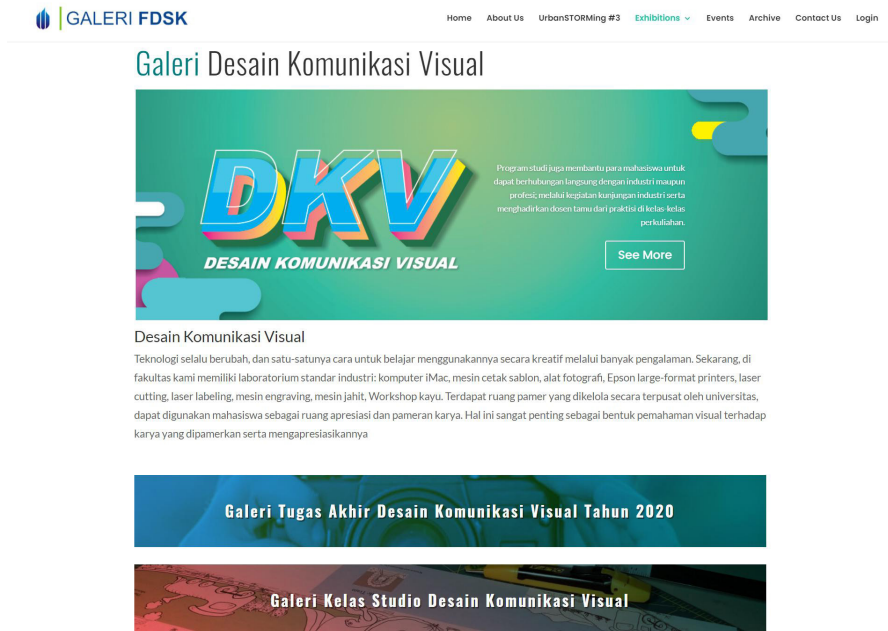 GALERI FDSK
Home About Us UrbanSTORMing #3 Exhibitions Events Archive Contact Us Login
Galeri Desain Komunikasi Visual
DKV
DESAIN KOMUNIKASI VISUAL
Program studi juga membantu para mahasiswa untuk
dapat berhubungan langsung dengan industri maupun
profesi; melalui kegiatan kunjungan industri serta
menghadirkan dosen tamu dari praktisi di kelas-kelas
perkuliahan.
See More
Desain Komunikasi Visual
Teknologi selalu berubah, dan satu-satunya cara untuk belajar menggunakannya secara kreatif melalui banyak pengalaman. Sekarang, di
fakultas kami memiliki laboratorium standar industri: komputer iMac, mesin cetak sablon, alat fotografi, Epson large-format printers, laser
cutting, laser labeling, mesin engraving, mesin jahit, Workshop kayu. Terdapat ruang pamer yang dikelola secara terpusat oleh universitas,
dapat digunakan mahasiswa sebagai ruang apresiasi dan pameran karya. Hal ini sangat penting sebagai bentuk pemahaman visual terhadap
karya yang dipamerkan serta mengapresiasikannya
Galeri Tugas Akhir Desain Komunikasi Visual Tahun 2020
Galeri Kelas Studio Desain Komunikasi Visual